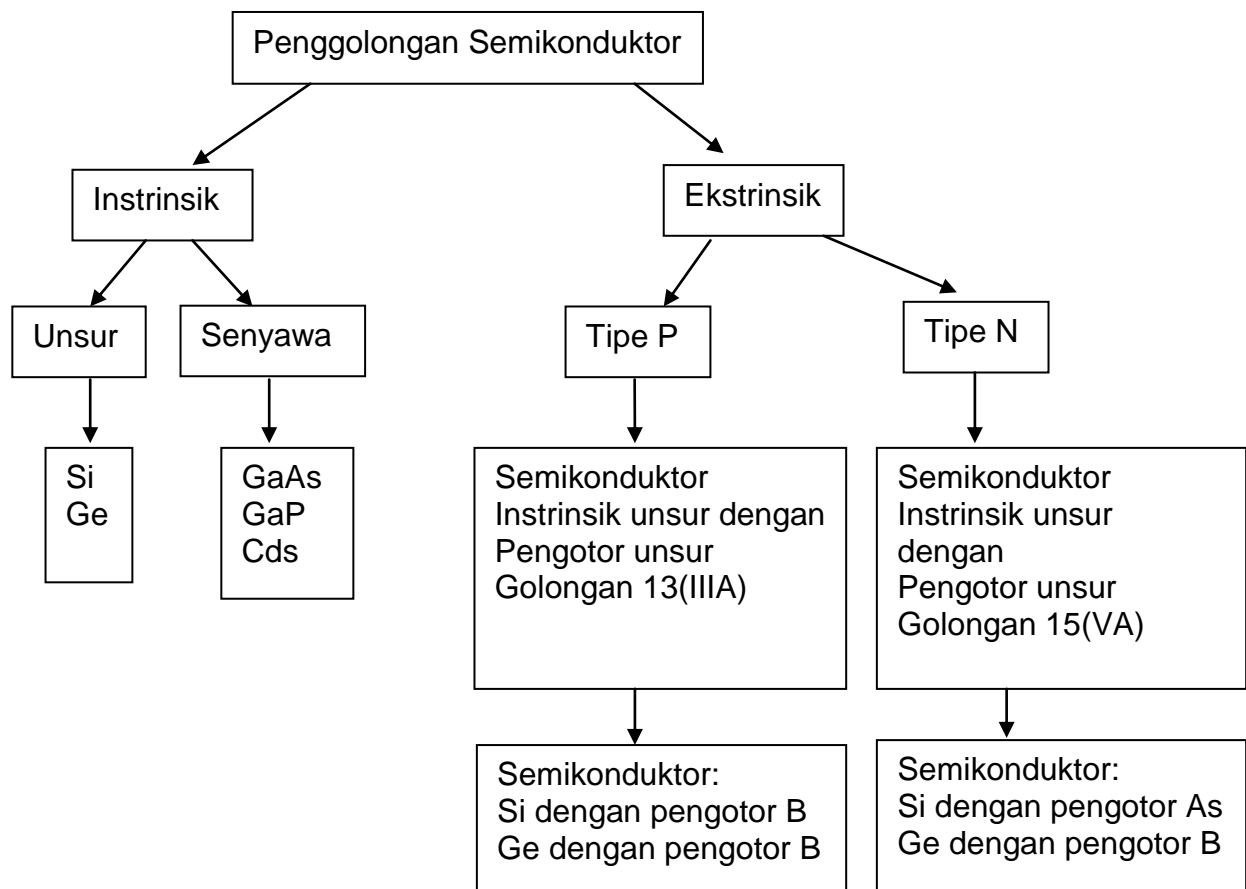 Penggolongan Semikonduktor
Instrinsik
Ekstrinsik
Unsur
Senyawa
Tipe P
Tipe N
Si
Ge
GaAs
GaP
Cds
Semikonduktor
Instrinsik unsur dengan
Pengotor unsur
Golongan 13(IIIA)
Semikonduktor
Instrinsik unsur
dengan
Pengotor unsur
Golongan 15(VA)
Semikonduktor:
Si dengan pengotor B
Ge dengan pengotor B
Semikonduktor:
Si dengan pengotor As
Ge dengan pengotor B